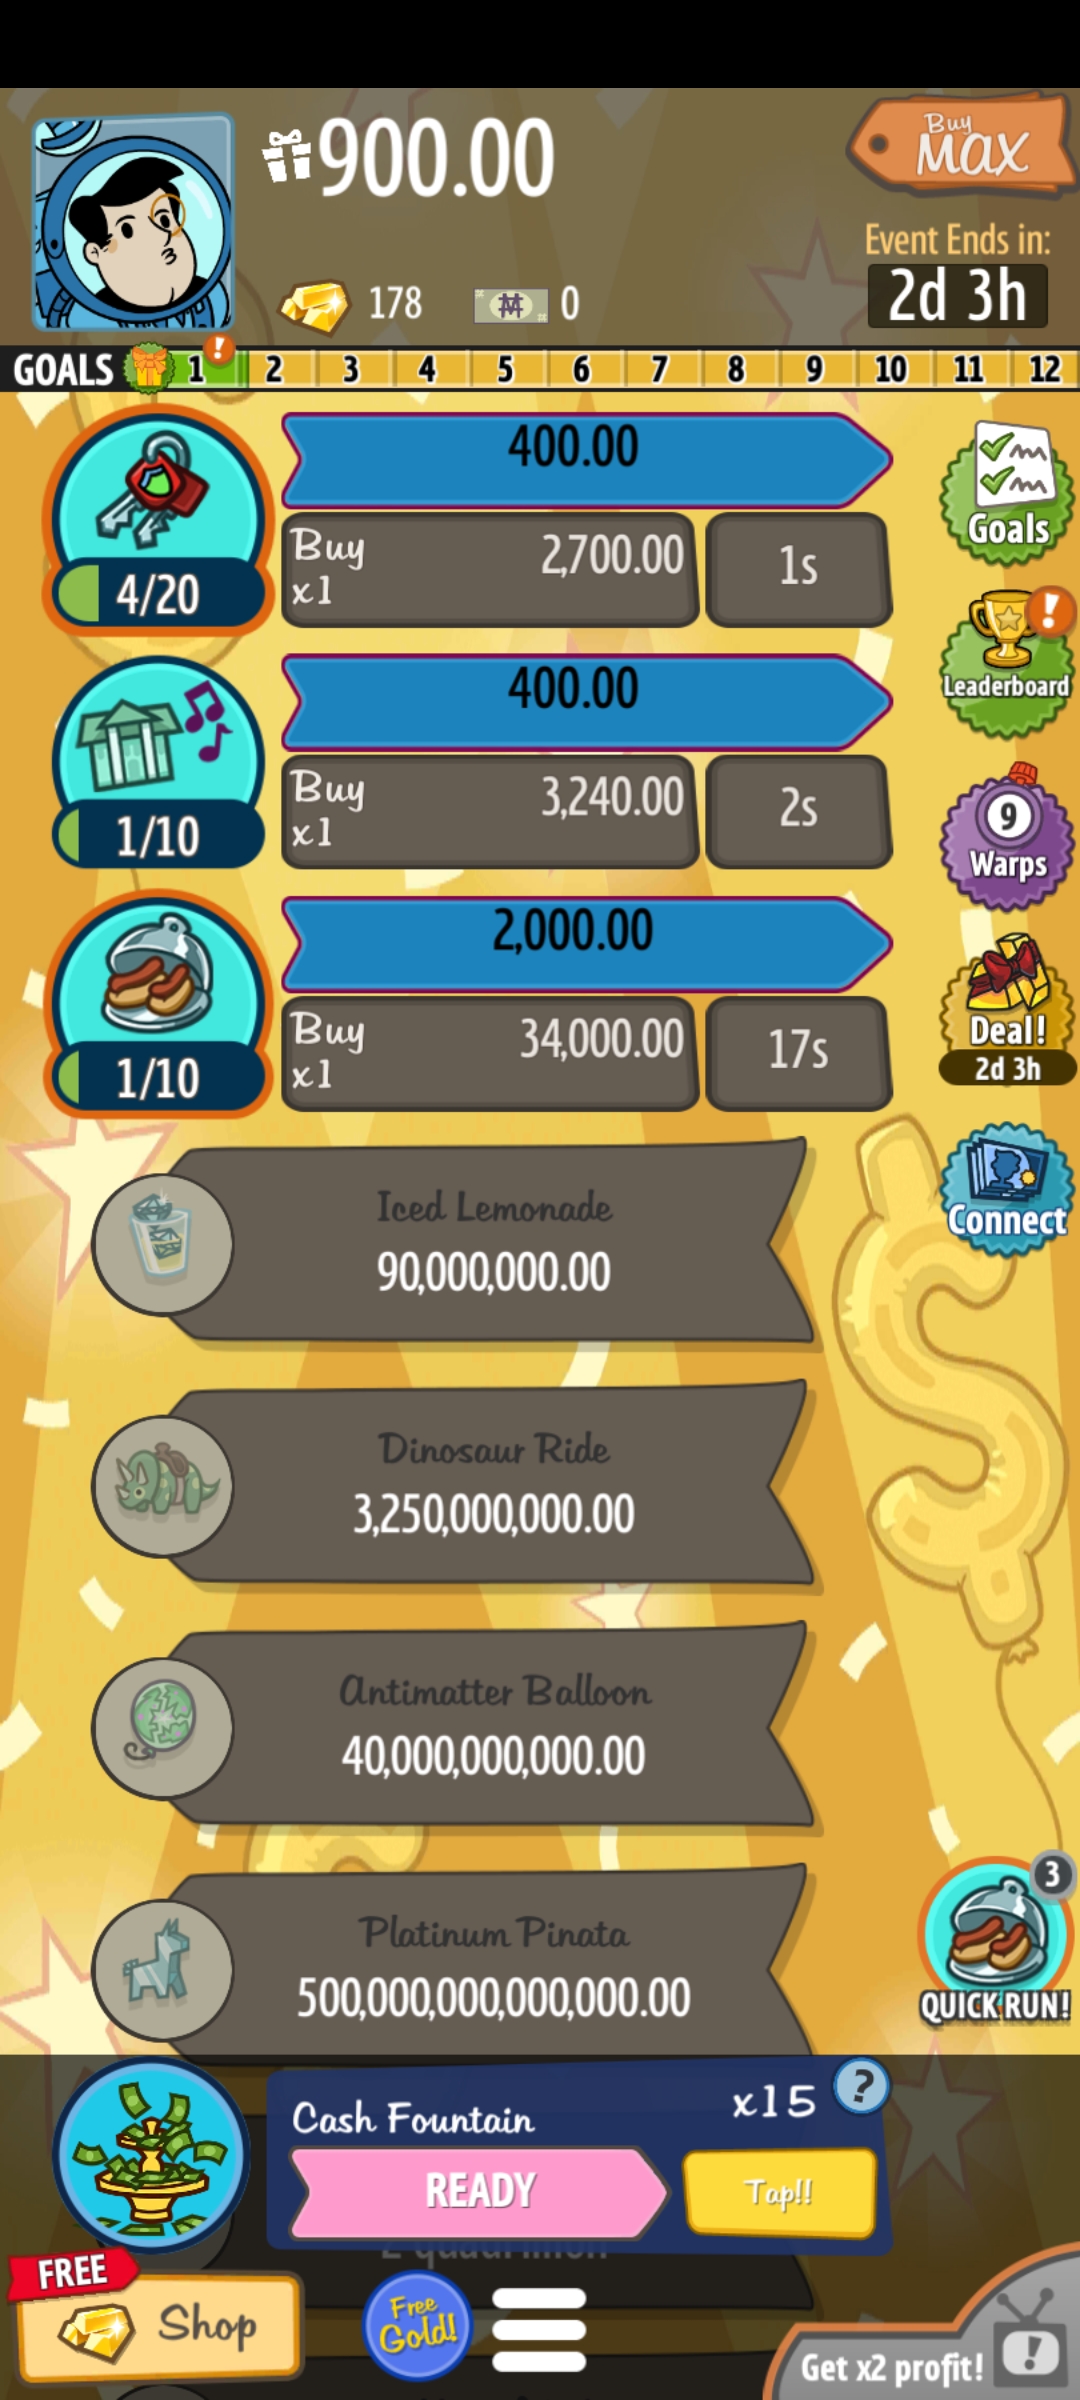 900.00
Buy
MAX
178
0
Event Ends in:
2d 3h
GOALS 1 ! 2 3 4 5 6 7 8 9 10 11 12
400.00
4/20
Buy
x1
2,700.00
1s
Goals
400.00
1/10
Buy
x1
3,240.00
2s
!
Leaderboard
9
Warps
2,000.00
1/10
Buy
x1
34,000.00
17s
Deal!
2d 3h
Iced Lemonade
90,000,000.00
Connect
Dinosaur Ride
3,250,000,000.00
Antimatter Balloon
40,000,000,000.00
Platinum Pinata
500,000,000,000,000.00
3
QUICK RUN!
Cash Fountain
x15
?
READY
Tap!!
FREE
Shop
Free
Gold!
Get x2 profit!
!